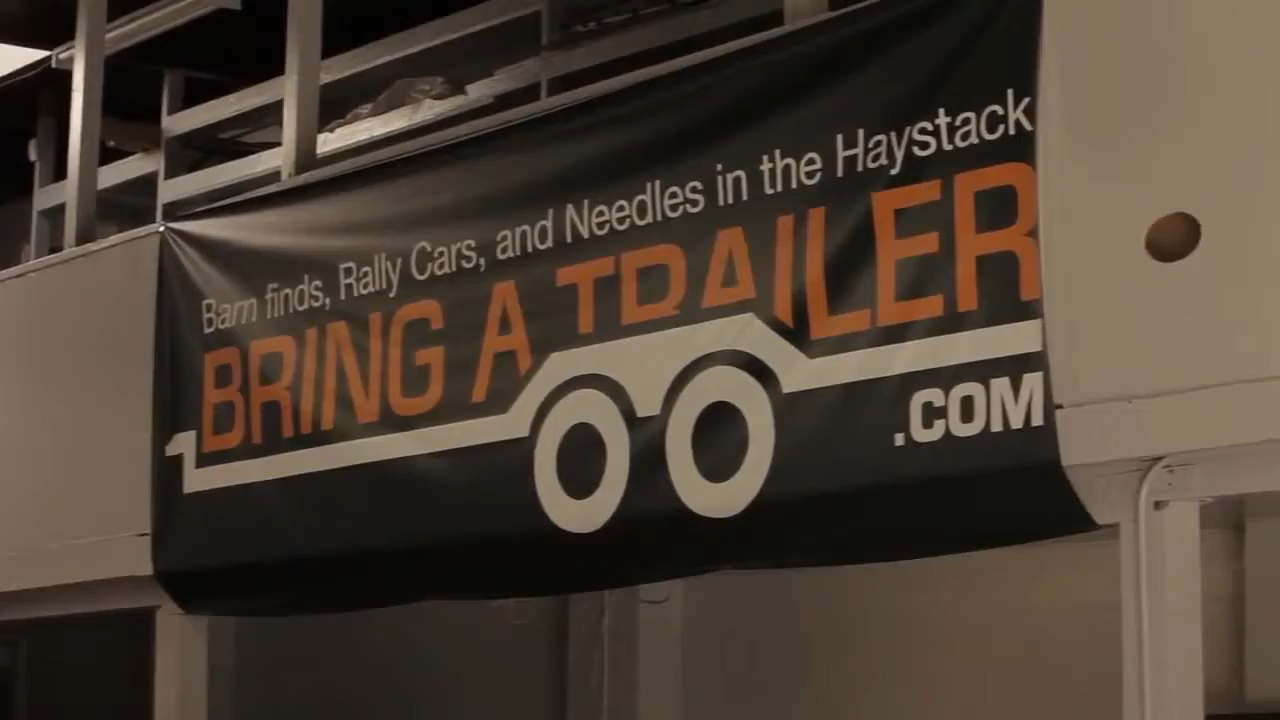 Barn finds, Rally Cars, and Needles in the Haystack
BRING A TRAILER
.COM